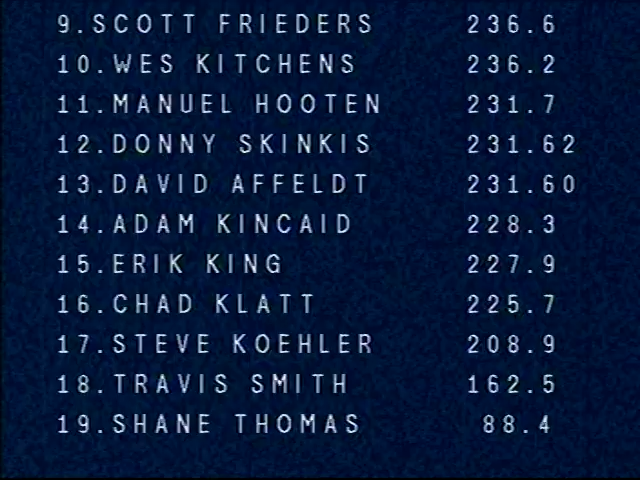 9.SCOTT FRIEDERS 236.6
10.WES KITCHENS 236.2
11.MANUEL HOOTEN 231.7
12.DONNY SKINKIS 231.62
13.DAVID AFFELDT 231.60
14.ADAM KINCAID 228.3
15.ERIK KING 227.9
16.CHAD KLATT 225.7
17.STEVE KOEHLER 208.9
18.TRAVIS SMITH 162.5
19.SHANE THOMAS 88.4